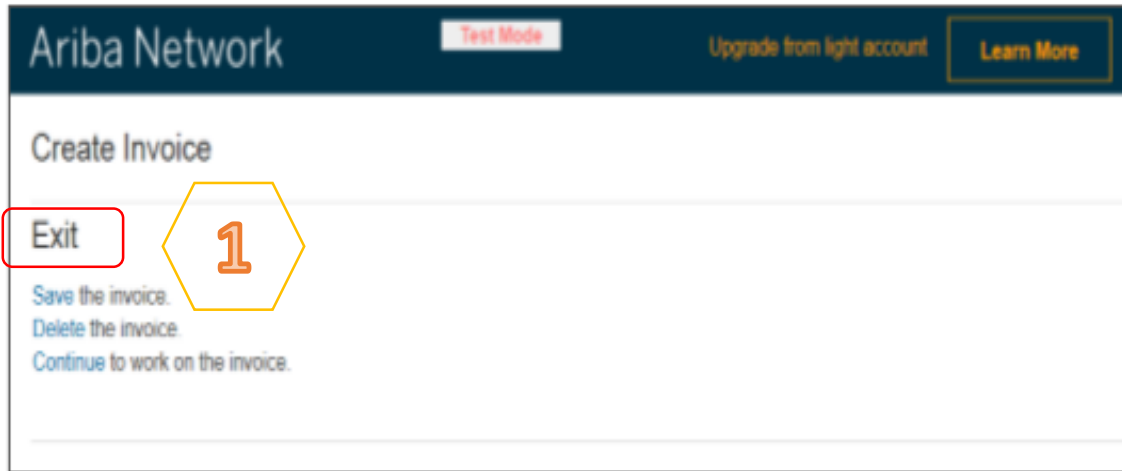 Ariba Network
Test Mode
Upgrade from light account
Learn More
Create Invoice
Exit
1
Save the invoice.
Delete the invoice.
Continue to work on the invoice.